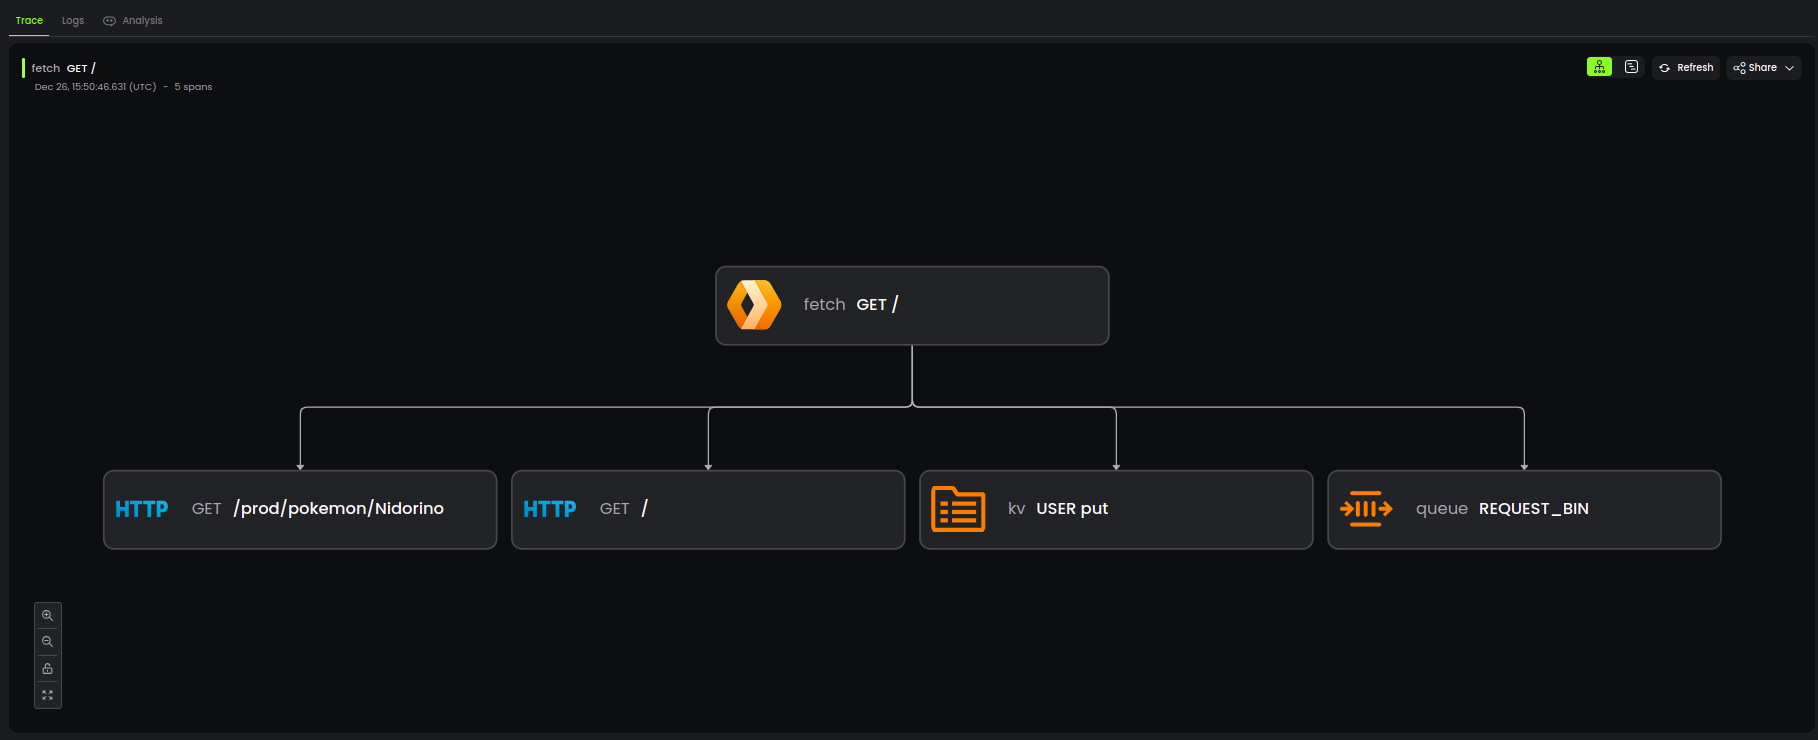 Trace Logs Analysis
fetch GET /
Dec 26, 15:50:46.631 (UTC) - 5 spans
Refresh Share
fetch GET /
HTTP GET /prod/pokemon/Nidorino
HTTP GET /
kv USER put
queue REQUEST_BIN